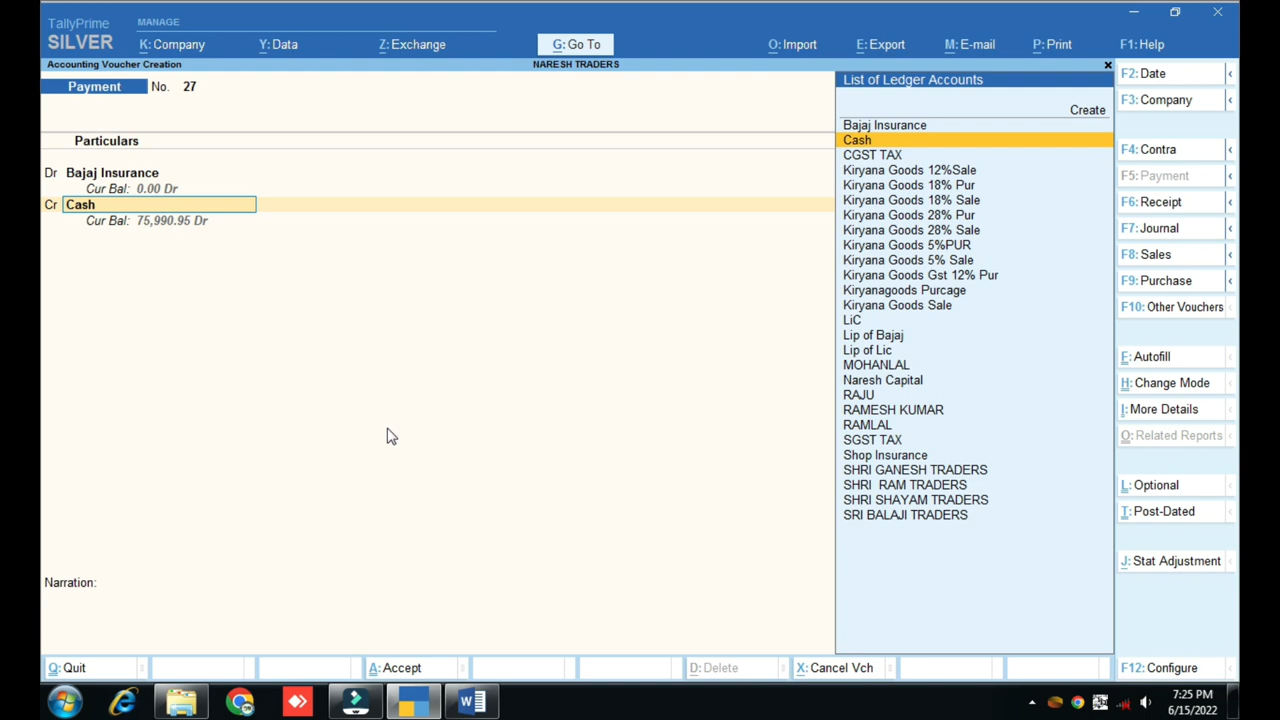 TallyPrime
SILVER
MANAGE
K: Company
Y: Data
Z: Exchange
G: Go To
O: Import
E: Export
M: E-mail
P: Print
F1: Help
Accounting Voucher Creation
NARESH TRADERS
Payment No. 27
Particulars
Dr Bajaj Insurance
Cur Bal: 0.00 Dr
Cr Cash
Cur Bal: 75,990.95 Dr
Narration:
List of Ledger Accounts
Create
Bajaj Insurance
Cash
CGST TAX
Kiryana Goods 12%Sale
Kiryana Goods 18% Pur
Kiryana Goods 18% Sale
Kiryana Goods 28% Pur
Kiryana Goods 28% Sale
Kiryana Goods 5%PUR
Kiryana Goods 5% Sale
Kiryana Goods Gst 12% Pur
Kiryanagoods Purcage
Kiryana Goods Sale
LiC
Lip of Bajaj
Lip of Lic
MOHANLAL
Naresh Capital
RAJU
RAMESH KUMAR
RAMLAL
SGST TAX
Shop Insurance
SHRI GANESH TRADERS
SHRI RAM TRADERS
SHRI SHAYAM TRADERS
SRI BALAJI TRADERS
F2: Date
F3: Company
F4: Contra
F5: Payment
F6: Receipt
F7: Journal
F8: Sales
F9: Purchase
F10: Other Vouchers
F: Autofill
H: Change Mode
I: More Details
O: Related Reports
L: Optional
T: Post-Dated
J: Stat Adjustment
F12: Configure
Q: Quit
A: Accept
D: Delete
X: Cancel Vch
7:25 PM
6/15/2022